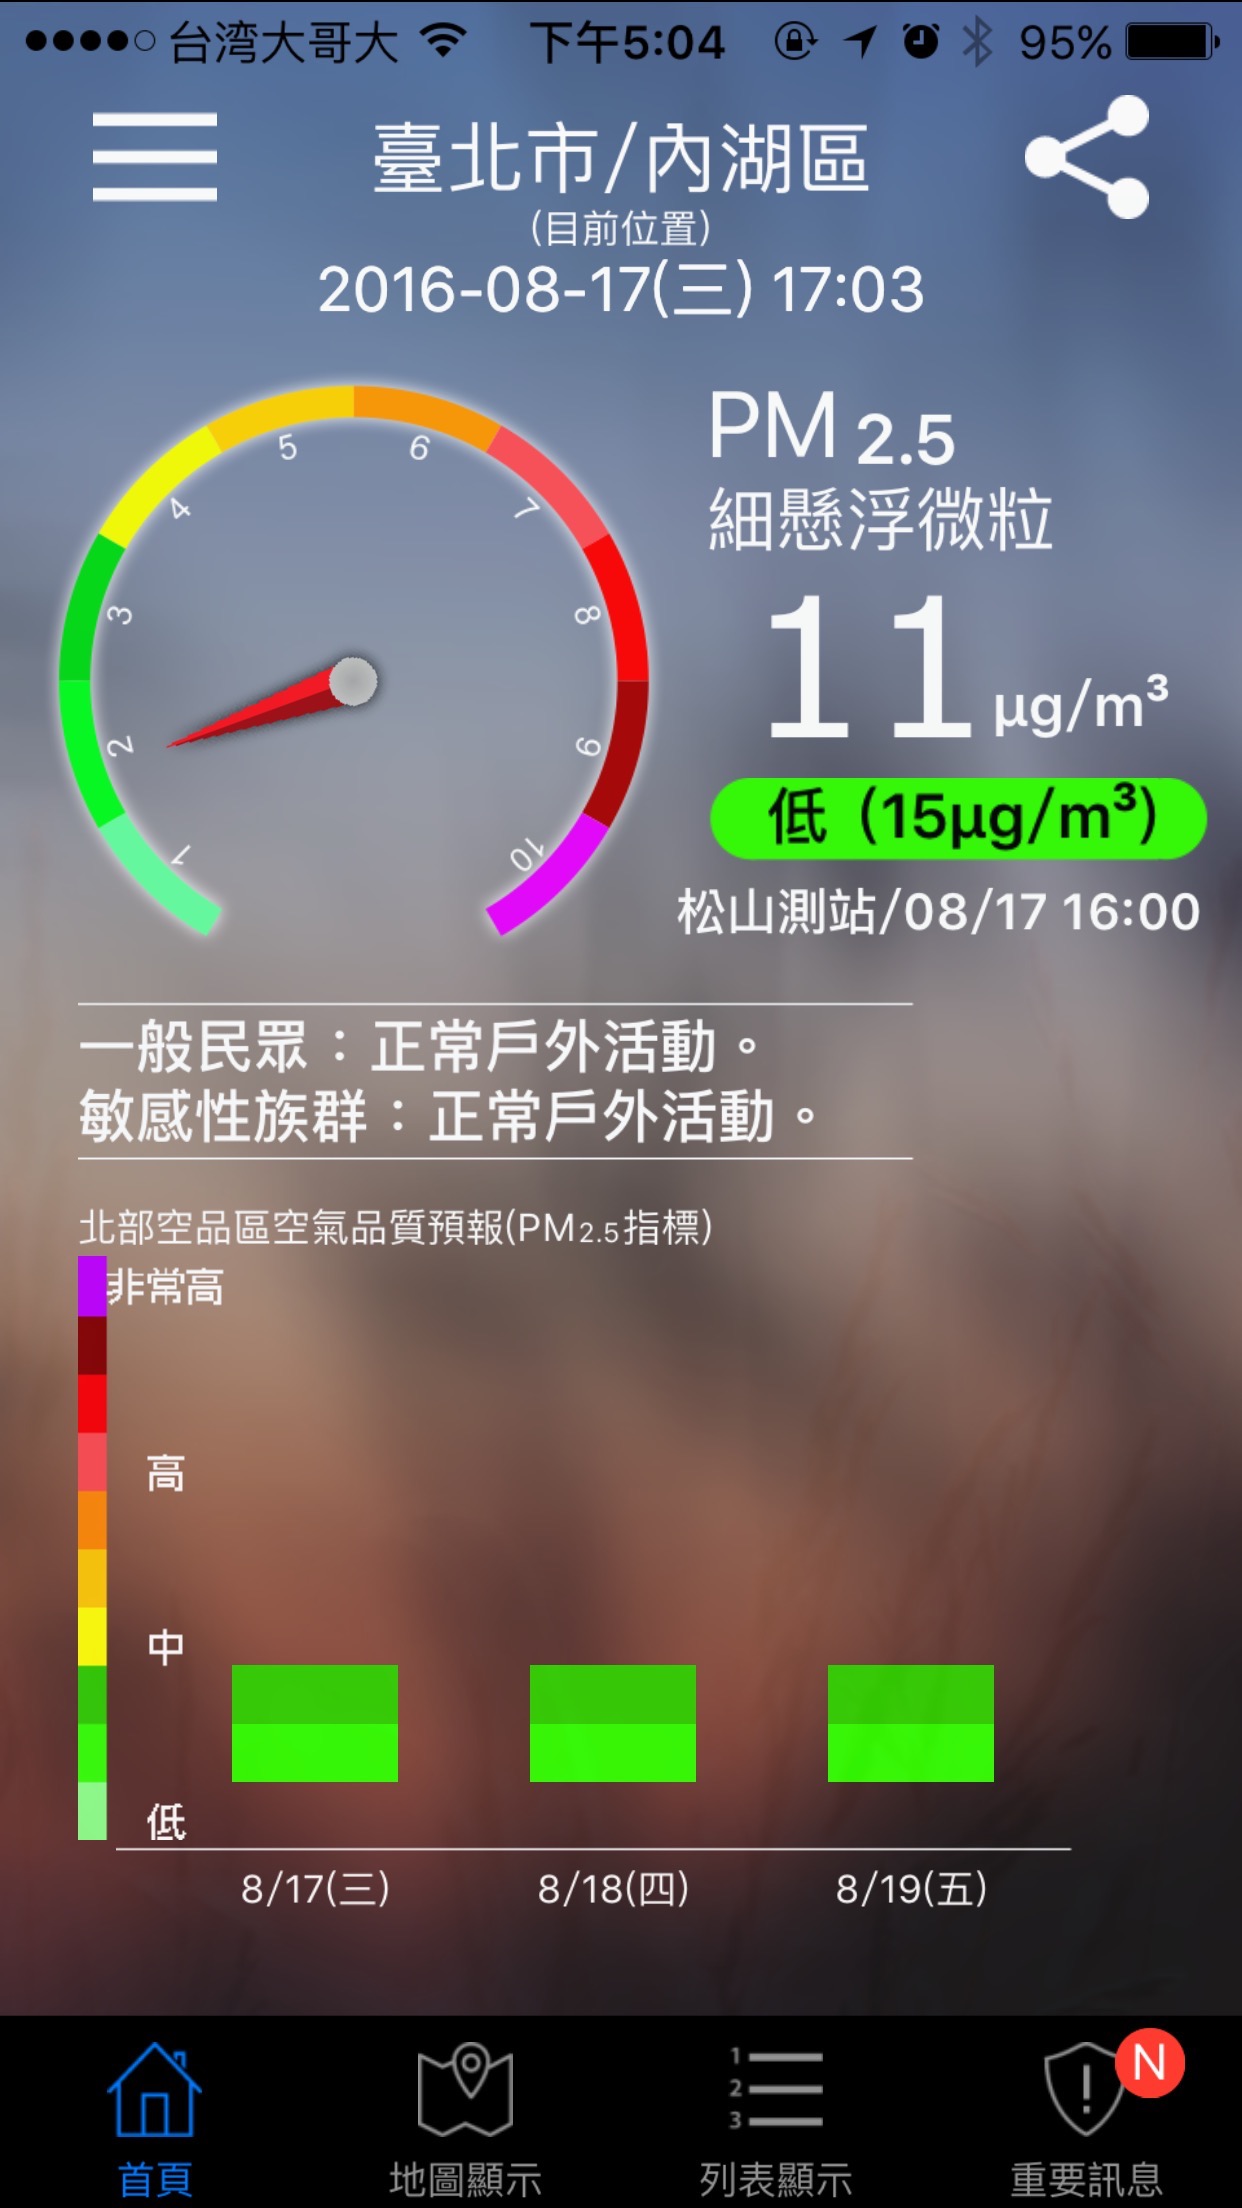 台湾大哥大 下午5:04 95%
臺北市/內湖區
(目前位置)
2016-08-17(三) 17:03
1
2
3
4
5
6
7
8
9
10
PM 2.5
細懸浮微粒
11 μg/m³
低 (15μg/m³)
松山測站/08/17 16:00
一般民眾：正常戶外活動。
敏感性族群：正常戶外活動。
北部空品區空氣品質預報(PM2.5指標)
非常高
高
中
低
8/17(三) 8/18(四) 8/19(五)
1
2
3
N
首頁 地圖顯示 列表顯示 重要訊息